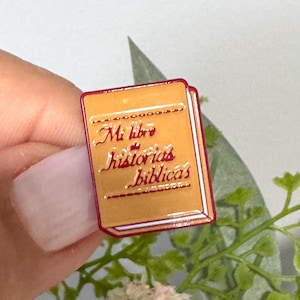 Mi libro
de
historias
bíblicas